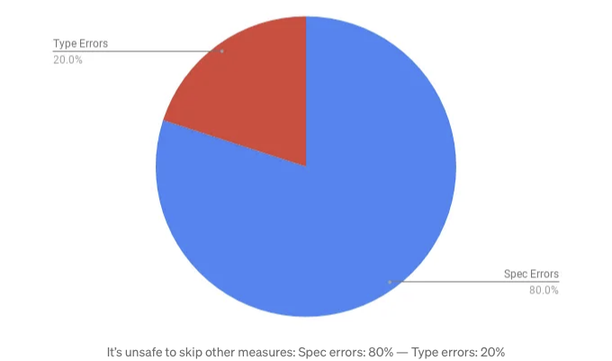 Type Errors
20.0%
Spec Errors
80.0%
It's unsafe to skip other measures: Spec errors: 80% — Type errors: 20%